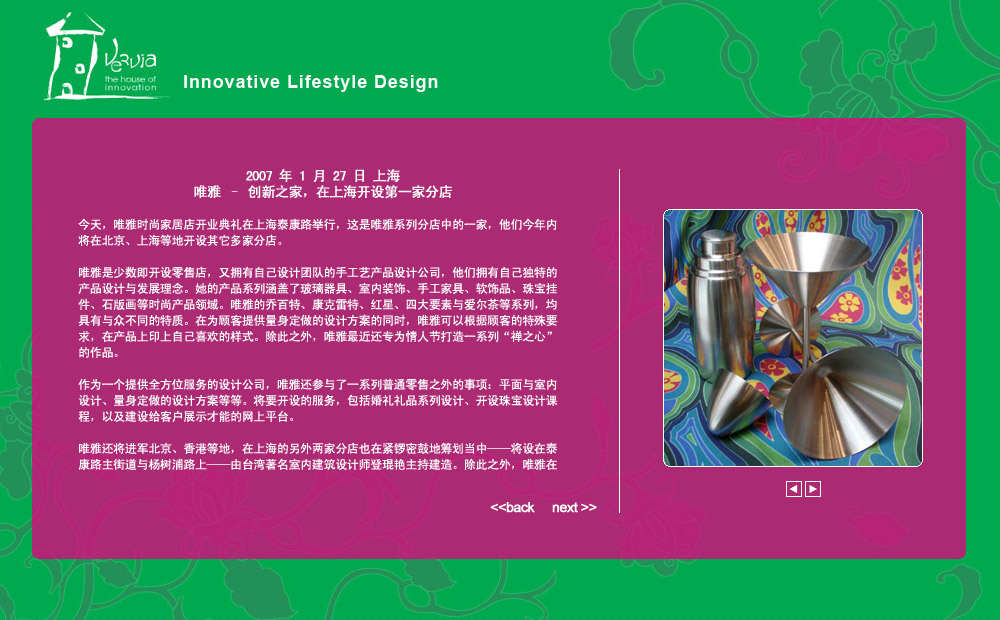 Vervia
the house of
innovation
Innovative Lifestyle Design
2007 年 1 月 27 日 上海
唯雅 - 创新之家，在上海开设第一家分店
今天，唯雅时尚家居店开业典礼在上海泰康路举行，这是唯雅系列分店中的一家，他们今年内
将在北京、上海等地开设其它多家分店。
唯雅是少数即开设零售店，又拥有自己设计团队的手工艺产品设计公司，他们拥有自己独特的
产品设计与发展理念。她的产品系列涵盖了玻璃器具、室内装饰、手工家具、软饰品、珠宝挂
件、石版画等时尚产品领域。唯雅的乔百特、康克雷特、红星、四大要素与爱尔茶等系列，均
具有与众不同的特质。在为顾客提供量身定做的设计方案的同时，唯雅可以根据顾客的特殊要
求，在产品上印上自己喜欢的样式。除此之外，唯雅最近还专为情人节打造一系列“禅之心”
的作品。
作为一个提供全方位服务的设计公司，唯雅还参与了一系列普通零售之外的事项：平面与室内
设计、量身定做的设计方案等等。将要开设的服务，包括婚礼礼品系列设计、开设珠宝设计课
程，以及建设给客户展示才能的网上平台。
唯雅还将进军北京、香港等地，在上海的另外两家分店也在紧锣密鼓地筹划当中——将设在泰
康路主街道与杨树浦路上——由台湾著名室内建筑设计师登琨艳主持建造。除此之外，唯雅在
<<back next >>